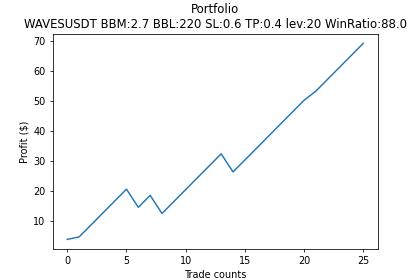 Portfolio
WAVESUSDT BBM:2.7 BBL:220 SL:0.6 TP:0.4 lev:20 WinRatio:88.0
70
60
50
40
30
20
10
Profit ($)
0 5 10 15 20 25
Trade counts